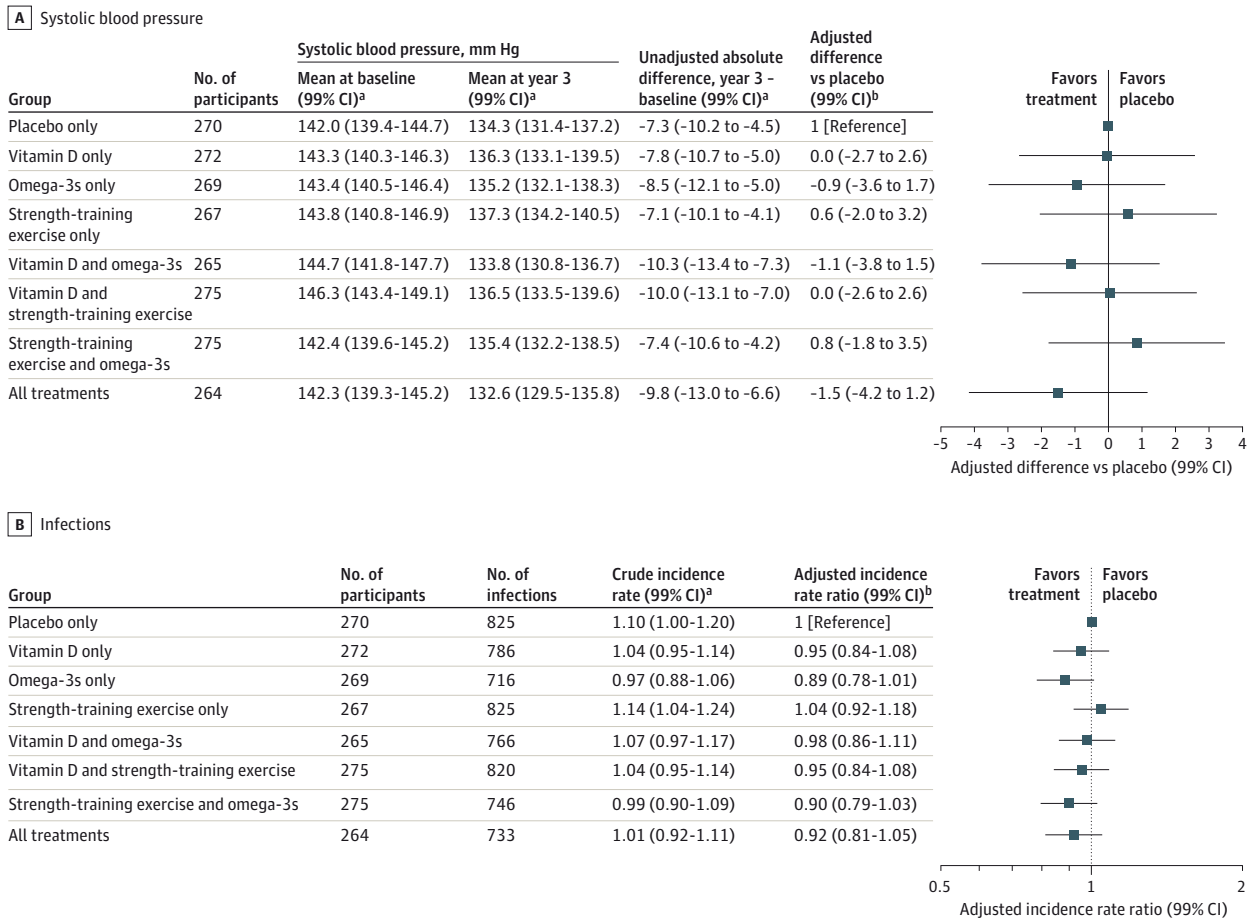 A Systolic blood pressure
Systolic blood pressure, mm Hg
Group
No. of
participants
Mean at baseline
(99% CI)a
Mean at year 3
(99% CI)a
Unadjusted absolute
difference, year 3 –
baseline (99% CI)a
Adjusted
difference
vs placebo
(99% CI)b
Favors
treatment
Favors
placebo
Placebo only 270 142.0 (139.4-144.7) 134.3 (131.4-137.2) -7.3 (-10.2 to -4.5) 1 [Reference]
Vitamin D only 272 143.3 (140.3-146.3) 136.3 (133.1-139.5) -7.8 (-10.7 to -5.0) 0.0 (-2.7 to 2.6)
Omega-3s only 269 143.4 (140.5-146.4) 135.2 (132.1-138.3) -8.5 (-12.1 to -5.0) -0.9 (-3.6 to 1.7)
Strength-training 267 143.8 (140.8-146.9) 137.3 (134.2-140.5) -7.1 (-10.1 to -4.1) 0.6 (-2.0 to 3.2)
exercise only
Vitamin D and omega-3s 265 144.7 (141.8-147.7) 133.8 (130.8-136.7) -10.3 (-13.4 to -7.3) -1.1 (-3.8 to 1.5)
Vitamin D and 275 146.3 (143.4-149.1) 136.5 (133.5-139.6) -10.0 (-13.1 to -7.0) 0.0 (-2.6 to 2.6)
strength-training exercise
Strength-training 275 142.4 (139.6-145.2) 135.4 (132.2-138.5) -7.4 (-10.6 to -4.2) 0.8 (-1.8 to 3.5)
exercise and omega-3s
All treatments 264 142.3 (139.3-145.2) 132.6 (129.5-135.8) -9.8 (-13.0 to -6.6) -1.5 (-4.2 to 1.2)
-5 -4 -3 -2 -1 0 1 2 3 4
Adjusted difference vs placebo (99% CI)
B Infections
Group
No. of
participants
No. of
infections
Crude incidence
rate (99% CI)a
Adjusted incidence
rate ratio (99% CI)b
Favors
treatment
Favors
placebo
Placebo only 270 825 1.10 (1.00-1.20) 1 [Reference]
Vitamin D only 272 786 1.04 (0.95-1.14) 0.95 (0.84-1.08)
Omega-3s only 269 716 0.97 (0.88-1.06) 0.89 (0.78-1.01)
Strength-training exercise only 267 825 1.14 (1.04-1.24) 1.04 (0.92-1.18)
Vitamin D and omega-3s 265 766 1.07 (0.97-1.17) 0.98 (0.86-1.11)
Vitamin D and strength-training exercise 275 820 1.04 (0.95-1.14) 0.95 (0.84-1.08)
Strength-training exercise and omega-3s 275 746 0.99 (0.90-1.09) 0.90 (0.79-1.03)
All treatments 264 733 1.01 (0.92-1.11) 0.92 (0.81-1.05)
0.5 1 2
Adjusted incidence rate ratio (99% CI)